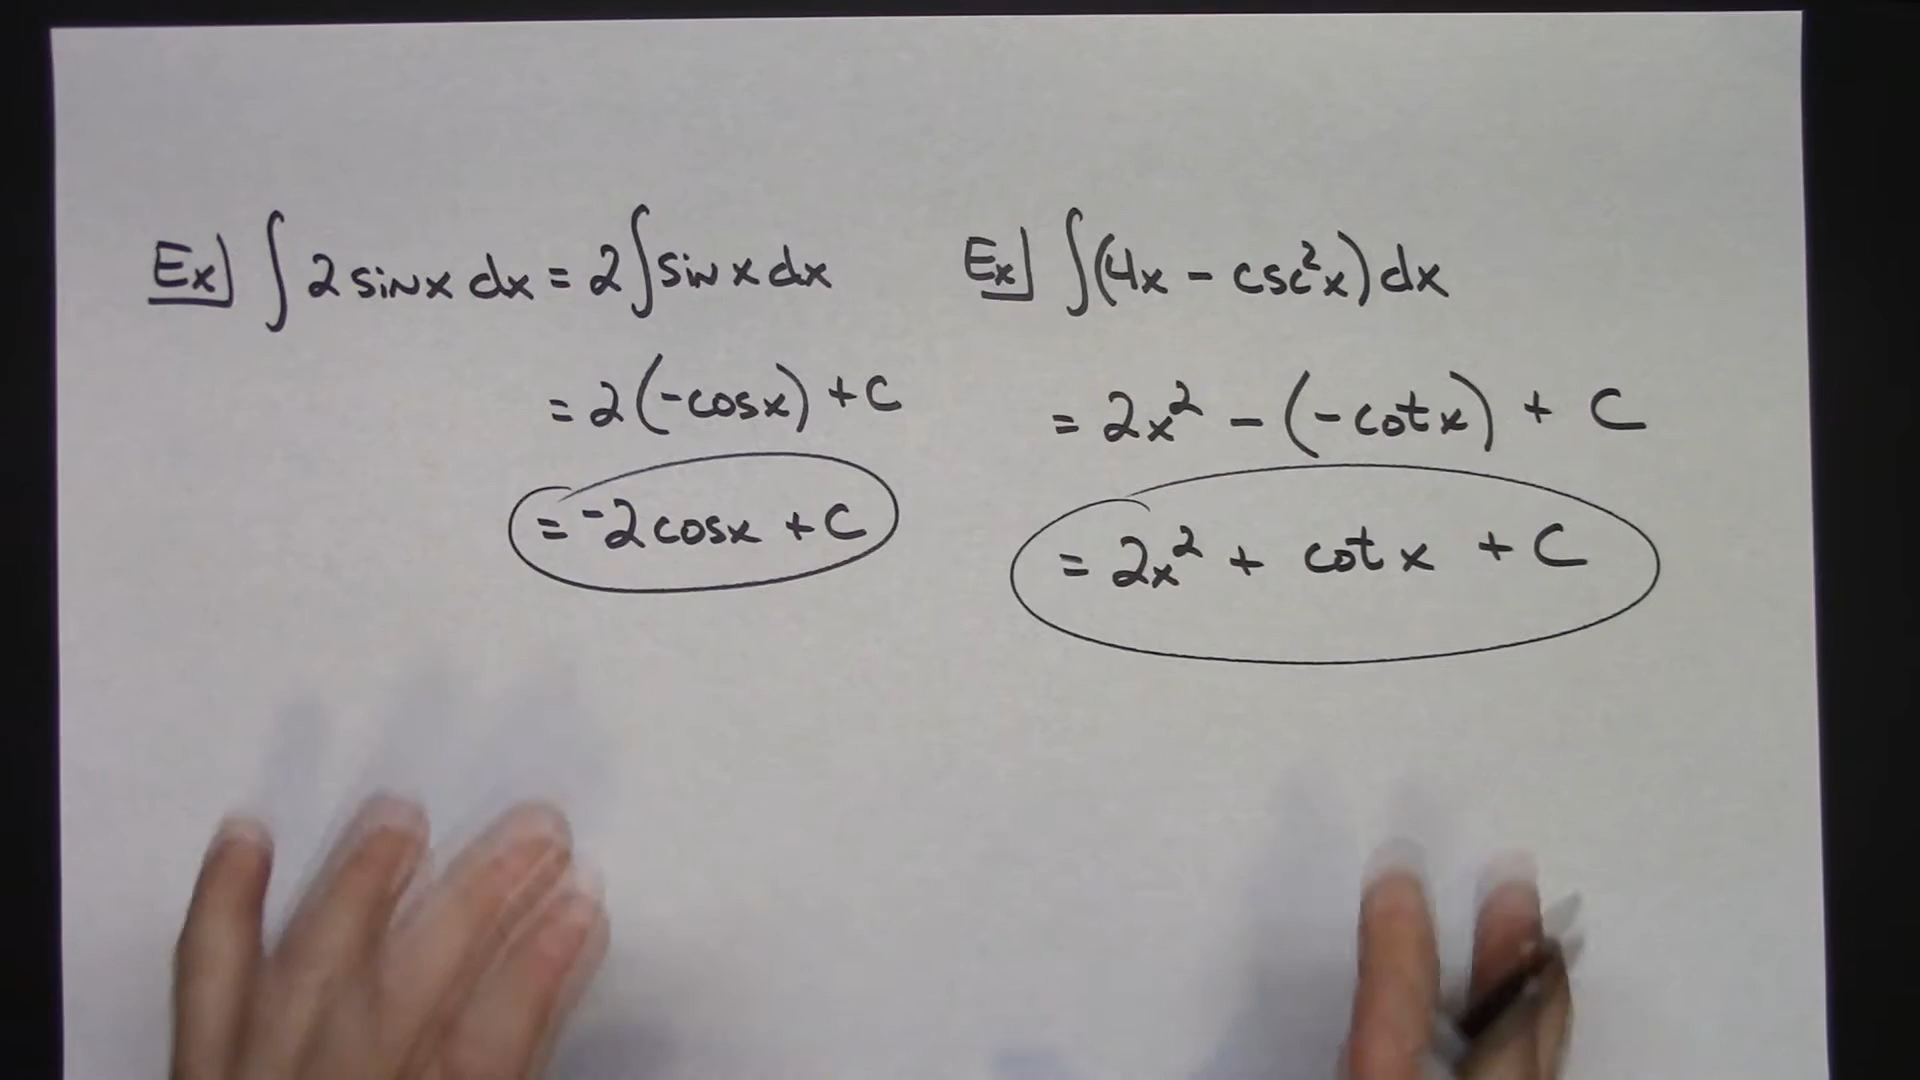 Ex] ∫ 2 sinx dx = 2 ∫ sin x dx
= 2(-cosx) + C
= -2 cosx + C
Ex] ∫(4x - csc²x) dx
= 2x² - (-cotx) + C
= 2x² + cot x + C